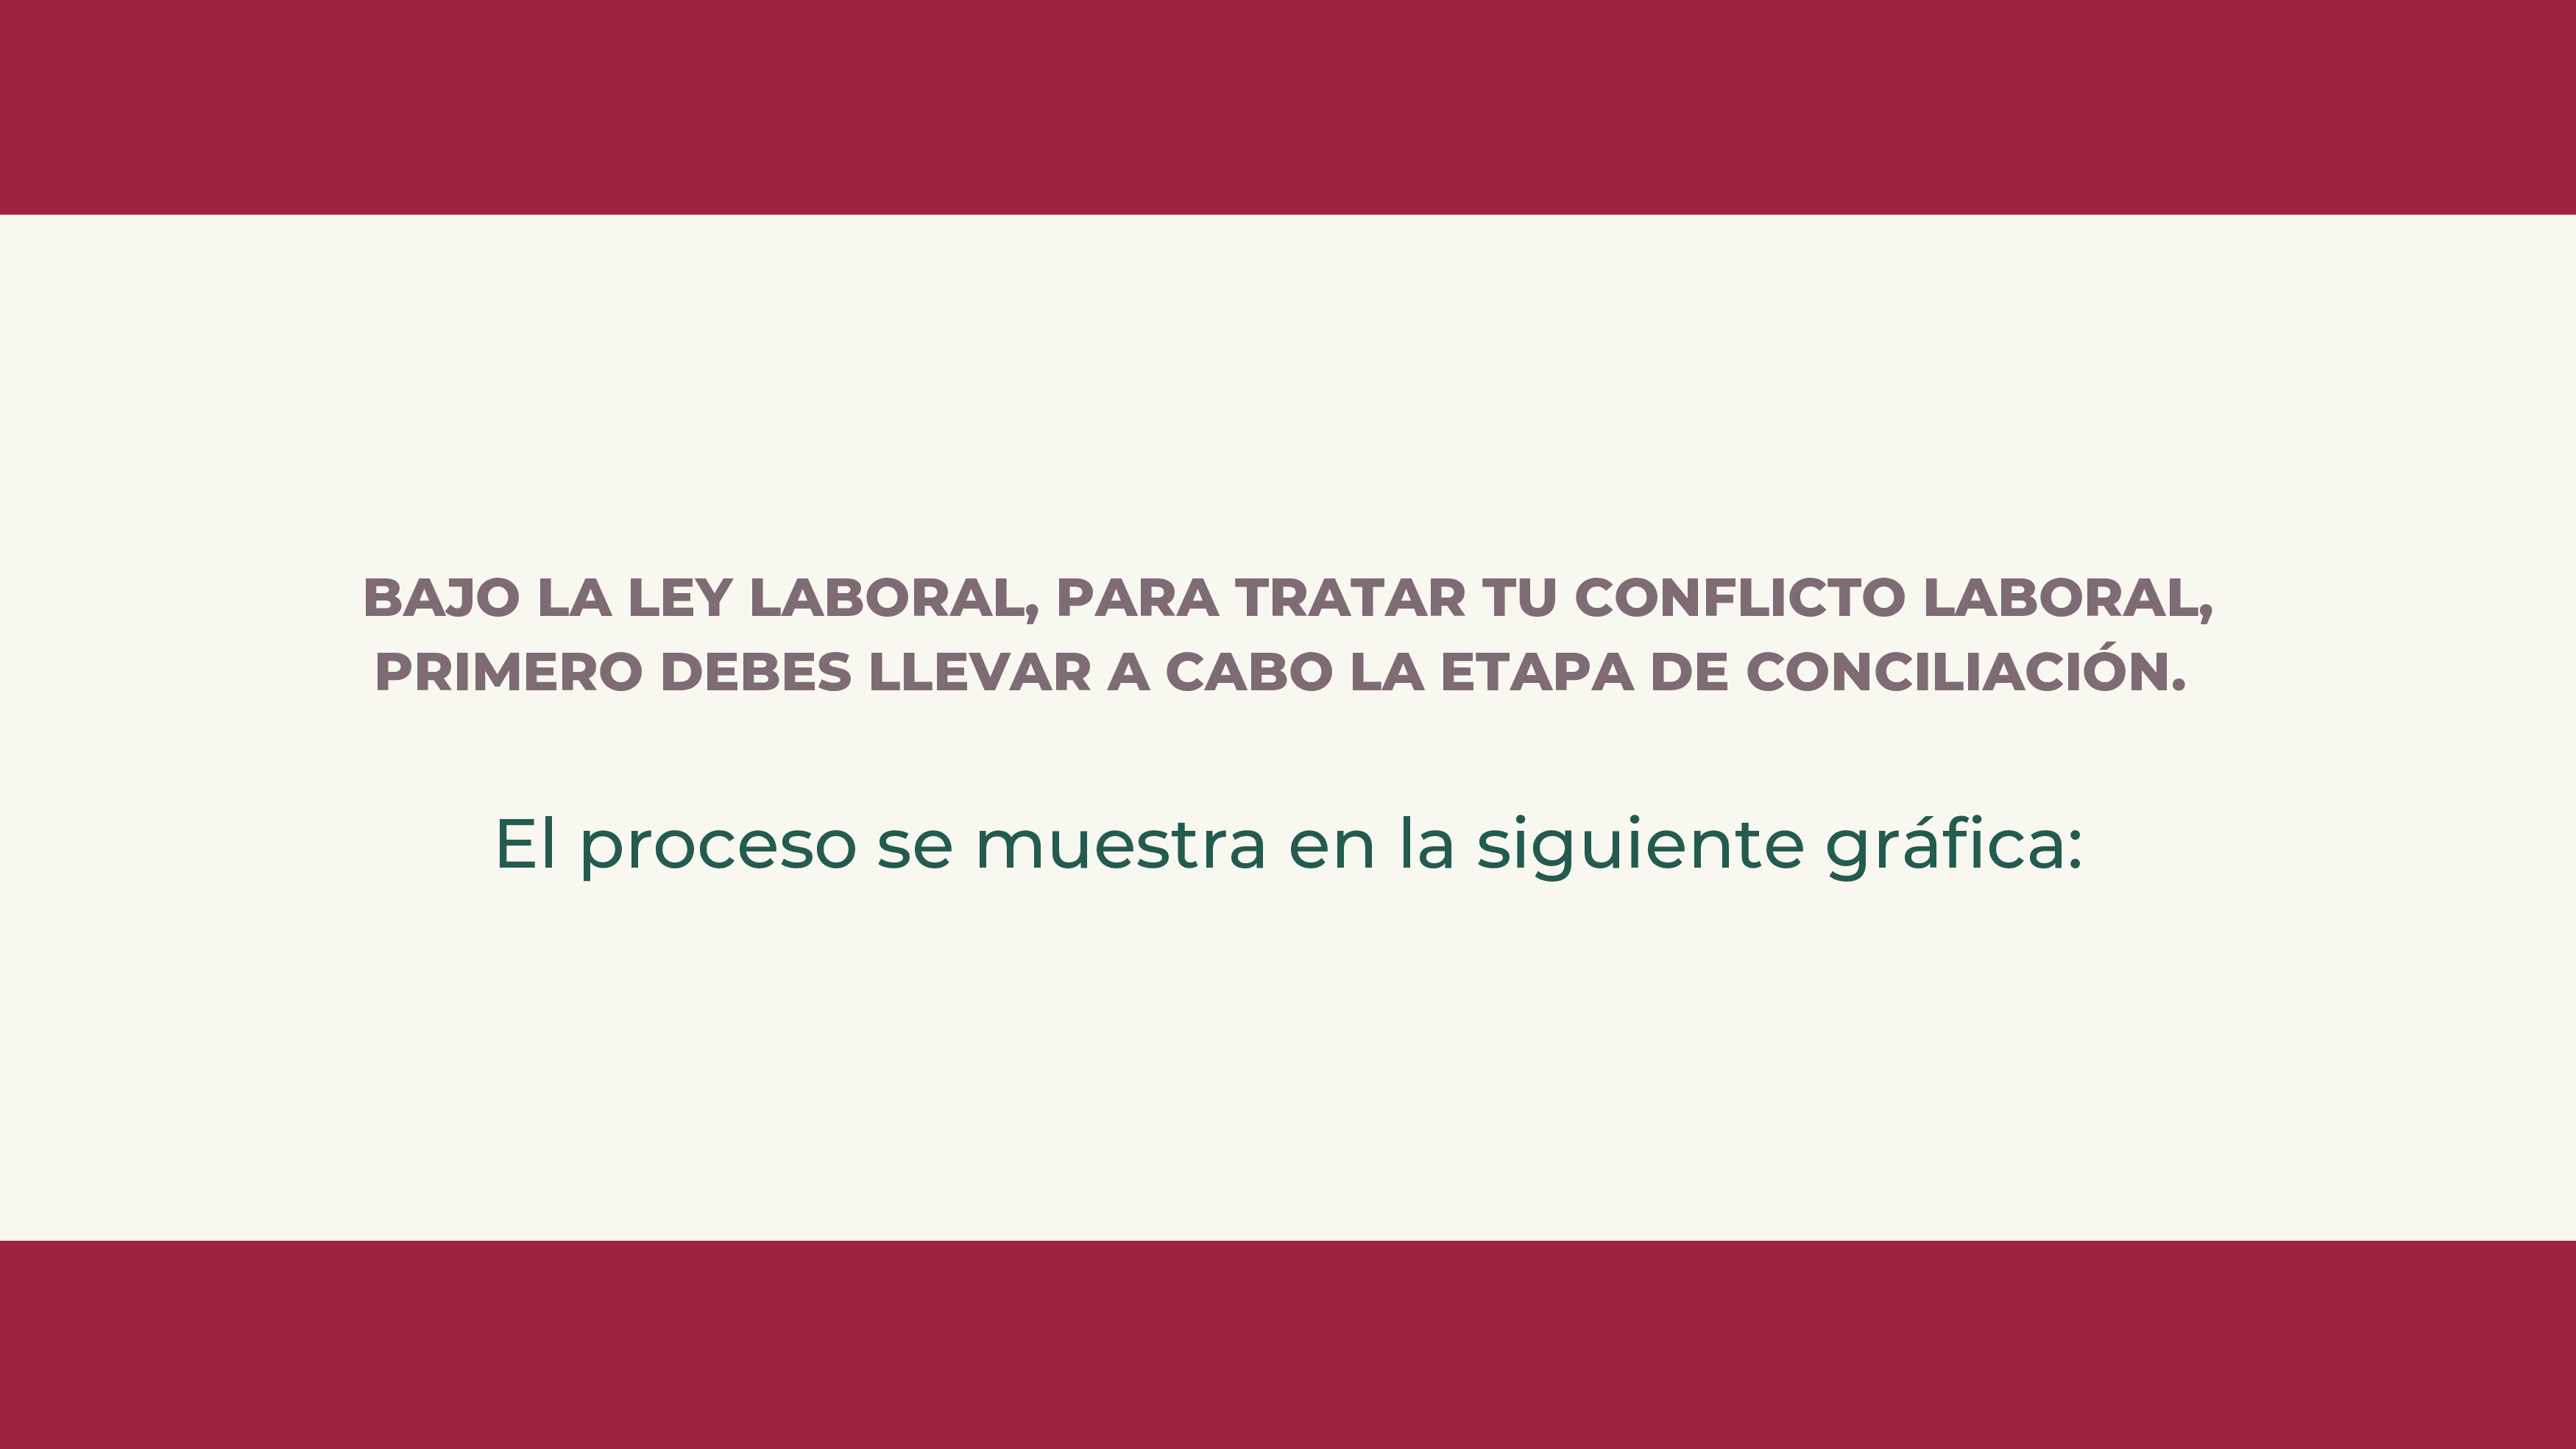 BAJO LA LEY LABORAL, PARA TRATAR TU CONFLICTO LABORAL,
PRIMERO DEBES LLEVAR A CABO LA ETAPA DE CONCILIACIÓN.
El proceso se muestra en la siguiente gráfica: